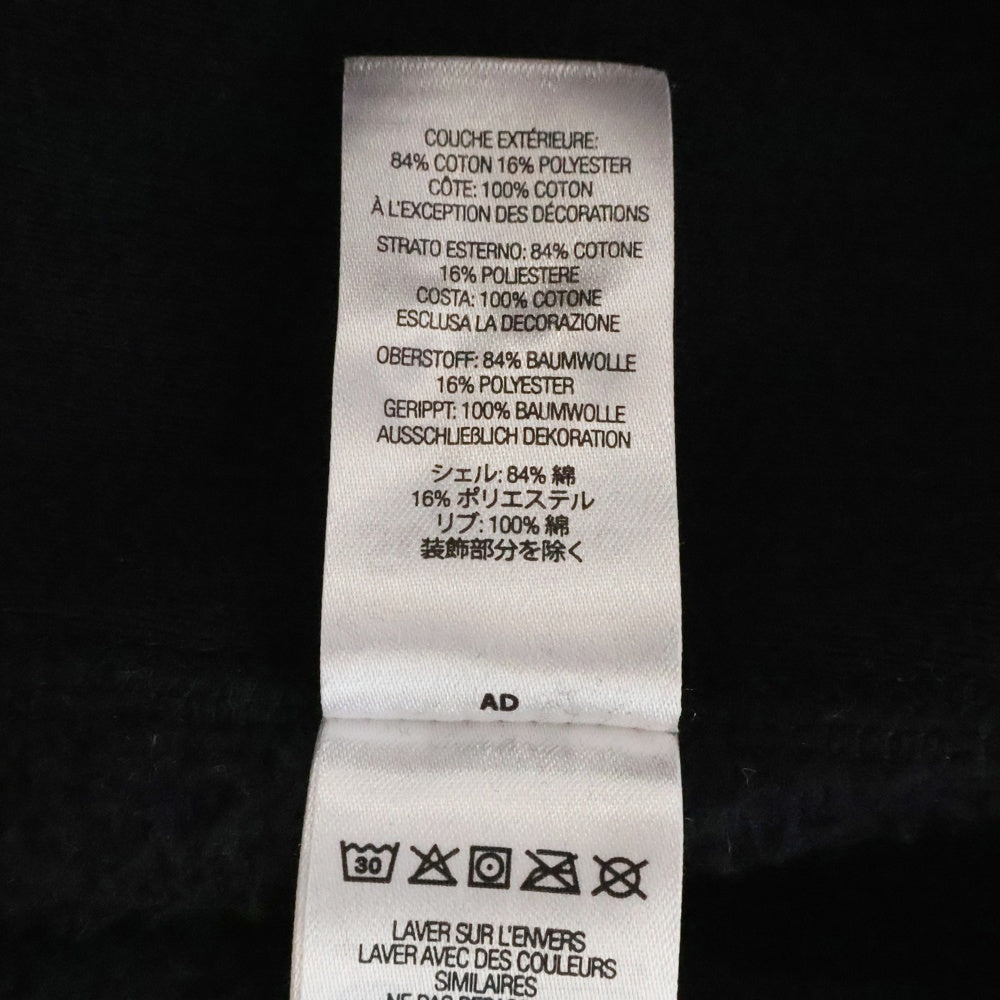 COUCHE EXTÉRIEURE:
84% COTON 16% POLYESTER
CÔTE: 100% COTON
À L'EXCEPTION DES DÉCORATIONS
STRATO ESTERNO: 84% COTONE
16% POLIESTERE
COSTA: 100% COTONE
ESCLUSA LA DECORAZIONE
OBERSTOFF: 84% BAUMWOLLE
16% POLYESTER
GERIPPT: 100% BAUMWOLLE
AUSSCHLIEßLICH DEKORATION
シェル: 84% 綿
16% ポリエステル
リブ: 100% 綿
装飾部分を除く
AD
30
LAVER SUR L'ENVERS
LAVER AVEC DES COULEURS
SIMILAIRES
NE PAS